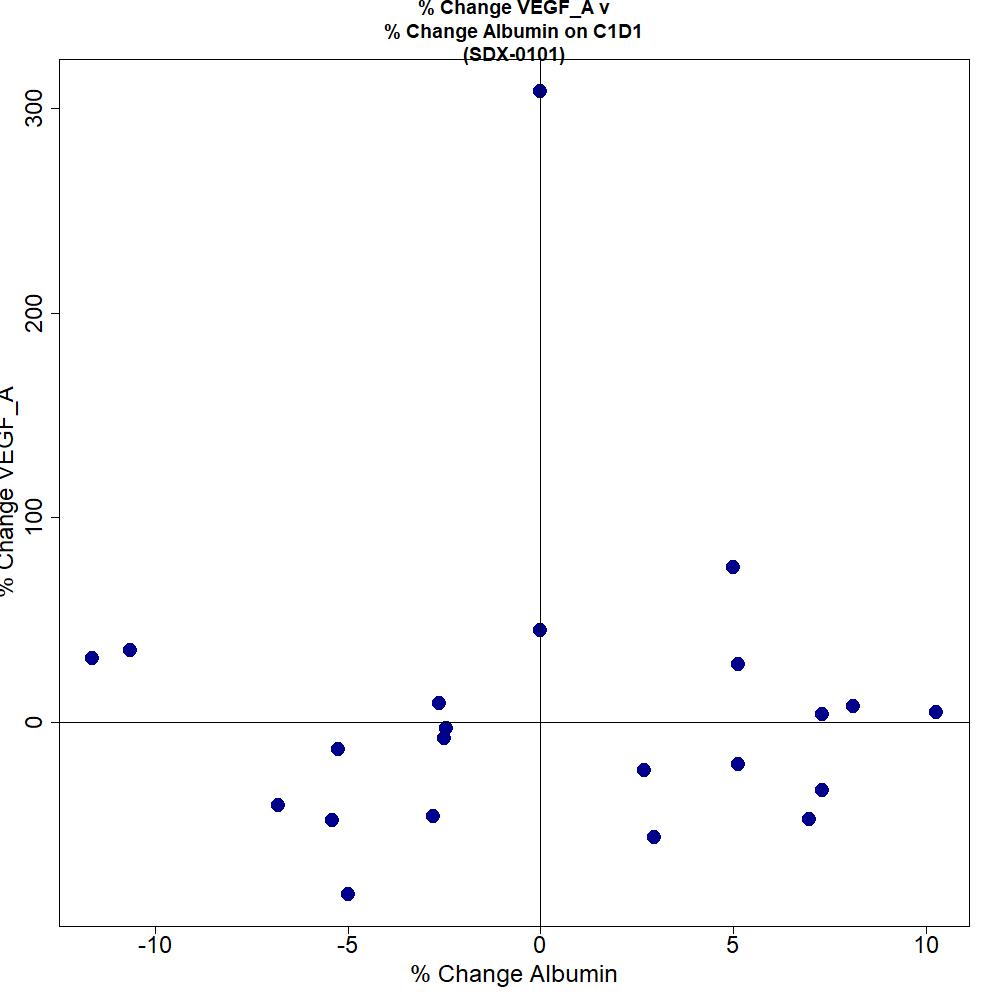 % Change VEGF_A v
% Change Albumin on C1D1
(SDX-0101)
300
200
100
0
% Change VEGF_A
-10
-5
0
5
10
% Change Albumin